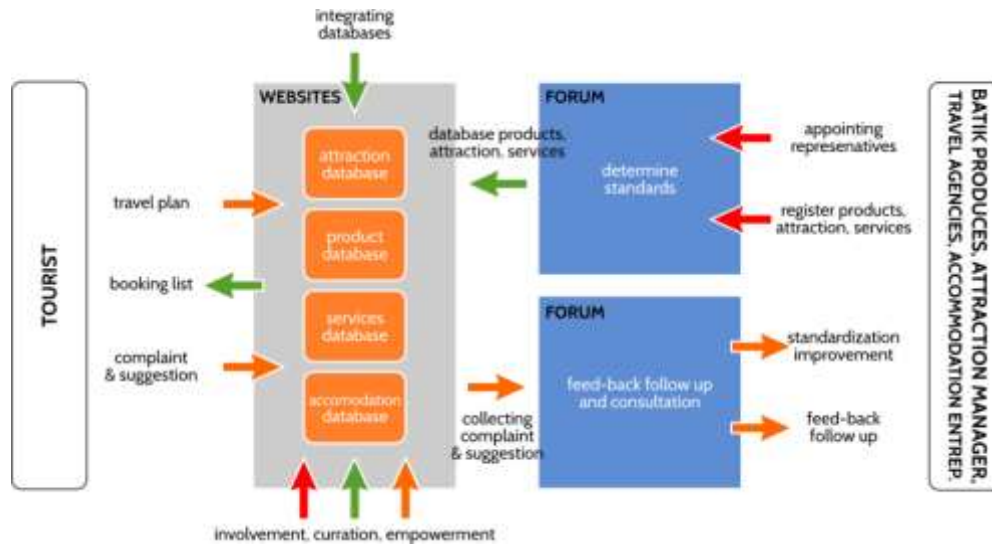 integrating
databases
WEBSITES
FORUM
TOURIST
travel plan
booking list
complaint
& suggestion
attraction
database
product
database
services
database
accomodation
database
database products,
attraction, services
determine
standards
appointing
represenatives
register products,
attraction, services
FORUM
feed-back follow up
and consultation
collecting
complaint
& suggestion
standardization
improvement
feed-back
follow up
BATIK PRODUCES, ATTRACTION MANAGER,
TRAVEL AGENCIES, ACCOMMODATION ENTREP.
involvement, curration, empowerment